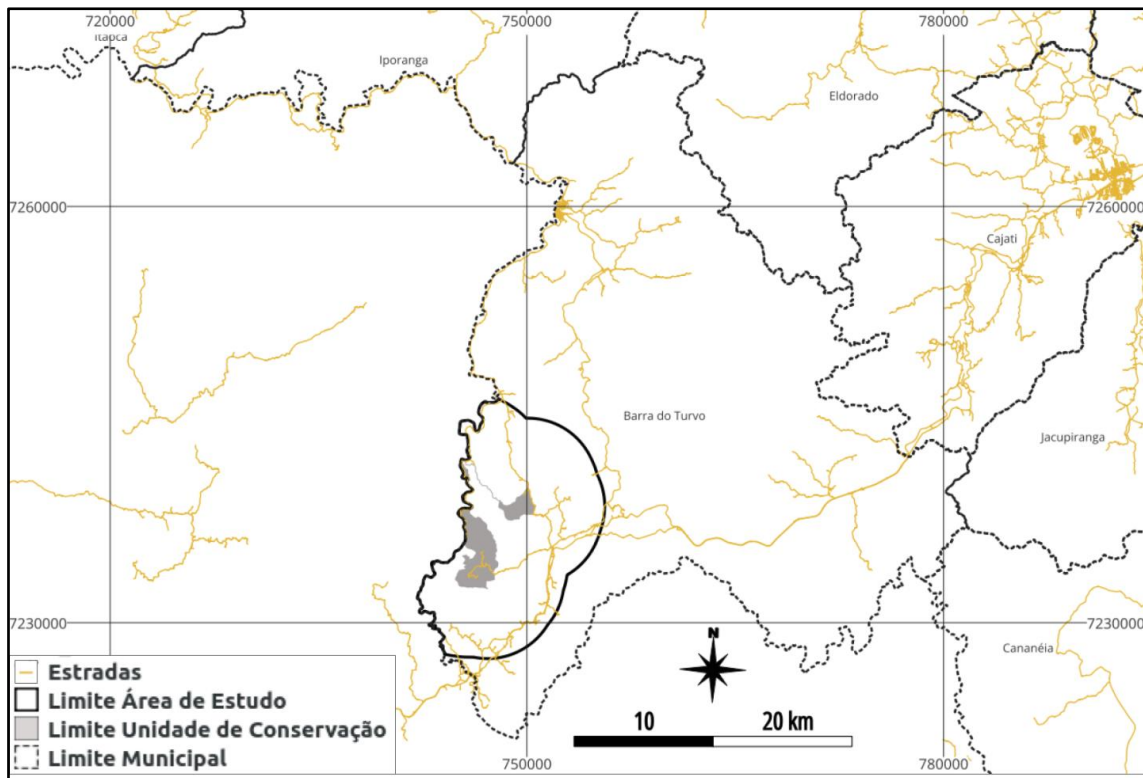 720000 750000 780000
Iporanga
Eldorado
7260000 7260000
Cajati
Barra do Turvo
Jacupiranga
7230000 7230000
Cananéia
N
Estradas
Limite Área de Estudo
Limite Unidade de Conservação
Limite Municipal
10 20 km
750000 780000